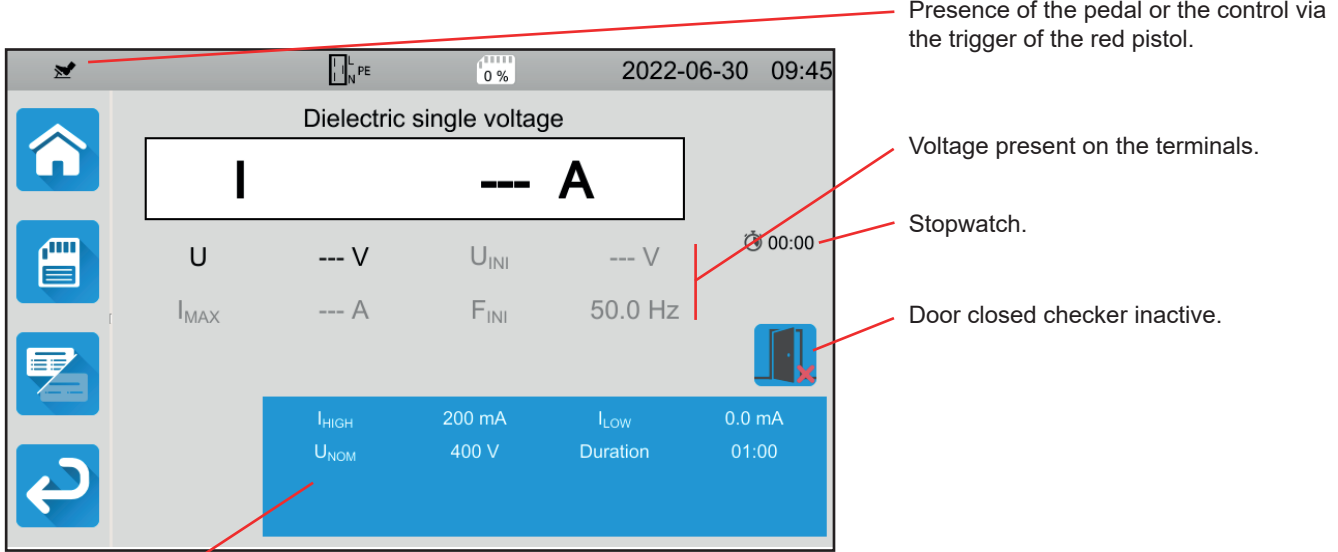 Presence of the pedal or the control via
the trigger of the red pistol.
L
N PE
0 %
2022-06-30 09:45
Dielectric single voltage
I --- A
Voltage present on the terminals.
Stopwatch.
00:00
U --- V UINI --- V
IMAX --- A FINI 50.0 Hz
Door closed checker inactive.
IHIGH 200 mA ILOW 0.0 mA
UNOM 400 V Duration 01:00